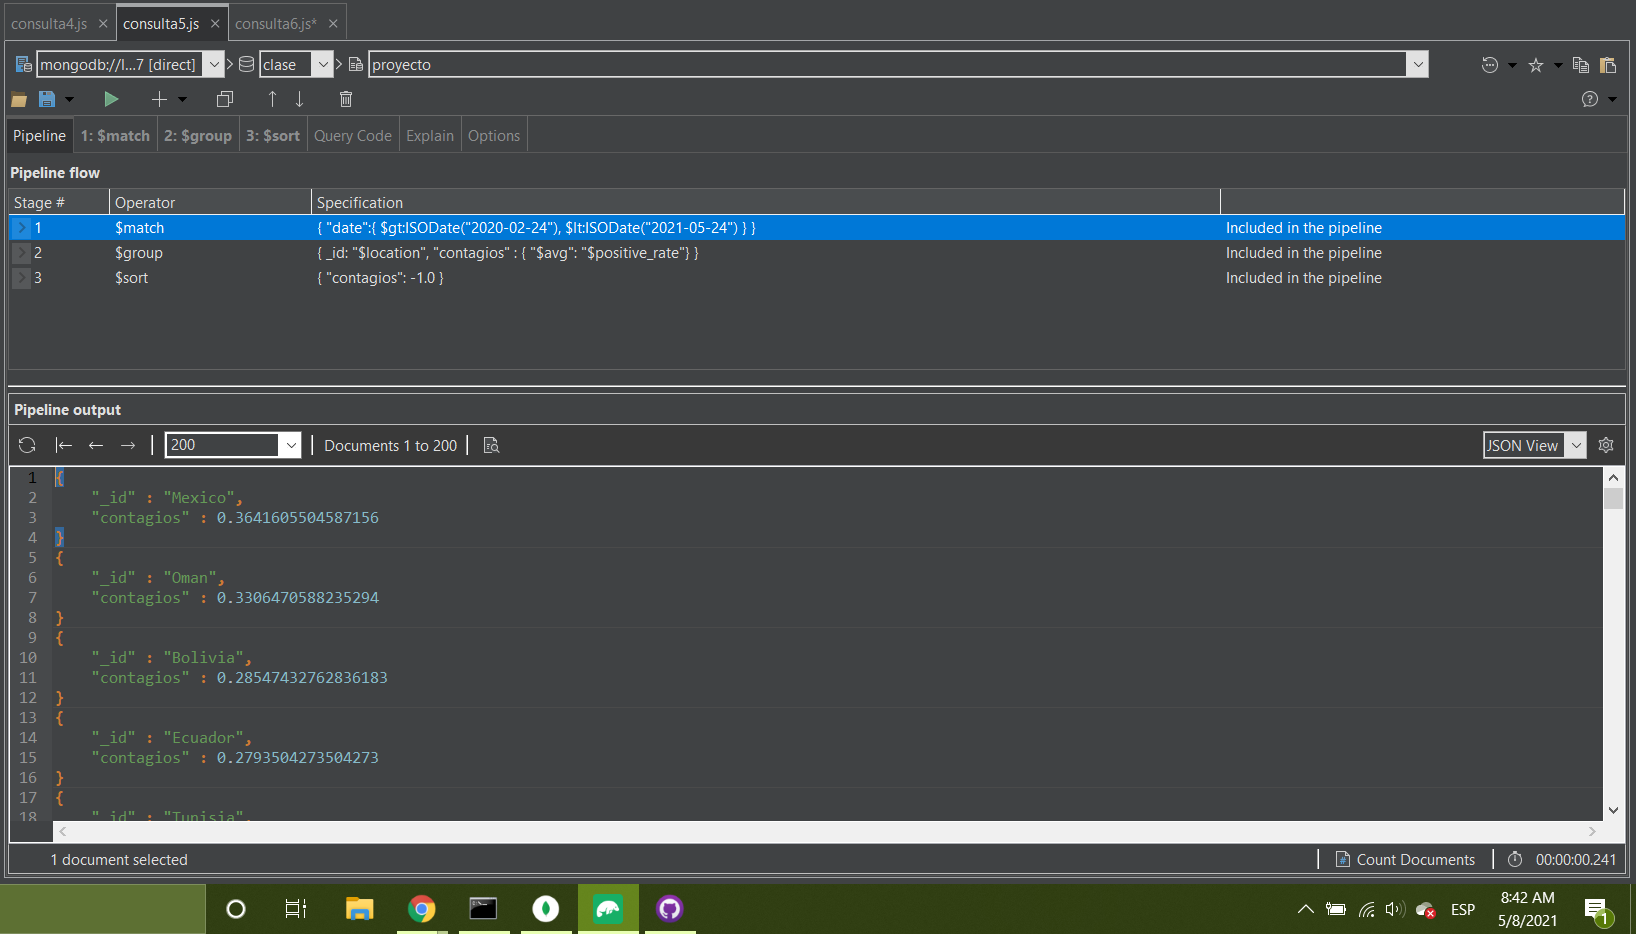 consulta4.js
consulta5.js
consulta6.js*
mongodb://l...7 [direct]
clase
proyecto
Pipeline
1: $match
2: $group
3: $sort
Query Code
Explain
Options
Pipeline flow
Stage # Operator Specification
1 $match { "date":{ $gt:ISODate("2020-02-24"), $lt:ISODate("2021-05-24") } } Included in the pipeline
2 $group { _id: "$location", "contagios" : { "$avg": "$positive_rate"} } Included in the pipeline
3 $sort { "contagios": -1.0 } Included in the pipeline
Pipeline output
200 Documents 1 to 200 JSON View
1 {
2 "_id" : "Mexico",
3 "contagios" : 0.3641605504587156
4 }
5 {
6 "_id" : "Oman",
7 "contagios" : 0.3306470588235294
8 }
9 {
10 "_id" : "Bolivia",
11 "contagios" : 0.28547432762836183
12 }
13 {
14 "_id" : "Ecuador",
15 "contagios" : 0.2793504273504273
16 }
17 {
18 "_id" : "Tunisia",
1 document selected Count Documents 00:00:00.241
ESP
8:42 AM
5/8/2021
1